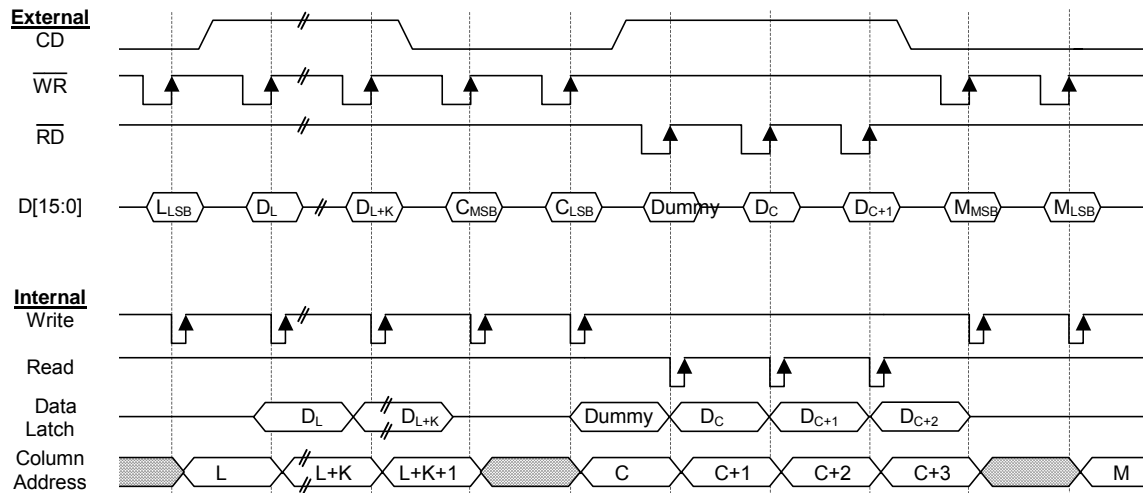 External
CD
WR
RD
D[15:0] LLSB DL DL+K CMSB CLSB Dummy DC DC+1 MMSB MLSB
Internal
Write
Read
Data Latch DL DL+K Dummy DC DC+1 DC+2
Column Address L L+K L+K+1 C C+1 C+2 C+3 M